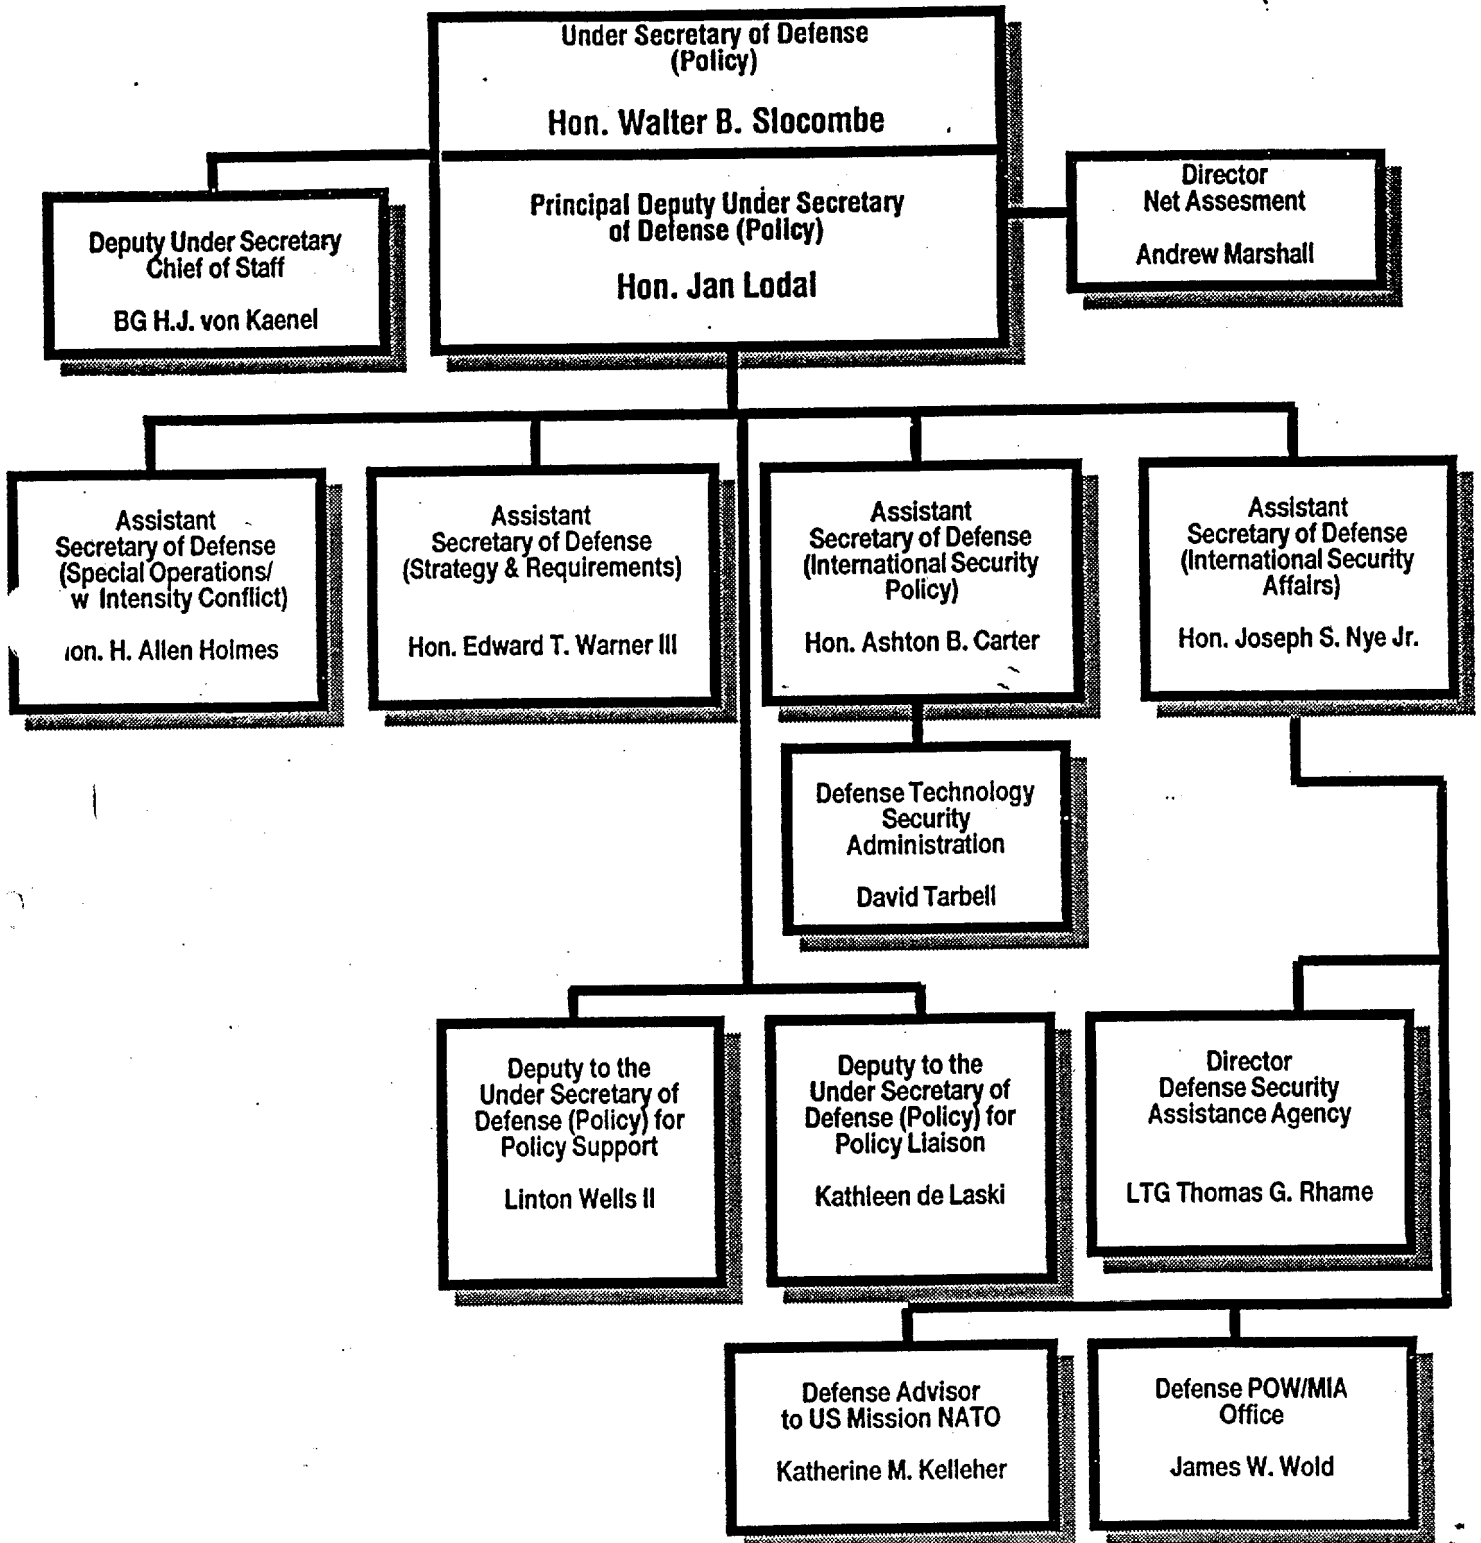 Under Secretary of Defense
(Policy)
Hon. Walter B. Slocombe
Principal Deputy Under Secretary
of Defense (Policy)
Hon. Jan Lodal
Deputy Under Secretary
Chief of Staff
BG H.J. von Kaenel
Director
Net Assesment
Andrew Marshall
Assistant
Secretary of Defense
(Special Operations/
w Intensity Conflict)
on. H. Allen Holmes
Assistant
Secretary of Defense
(Strategy & Requirements)
Hon. Edward T. Warner III
Assistant
Secretary of Defense
(International Security
Policy)
Hon. Ashton B. Carter
Assistant
Secretary of Defense
(International Security
Affairs)
Hon. Joseph S. Nye Jr.
Defense Technology
Security
Administration
David Tarbell
Deputy to the
Under Secretary of
Defense (Policy) for
Policy Support
Linton Wells II
Deputy to the
Under Secretary of
Defense (Policy) for
Policy Liaison
Kathleen de Laski
Director
Defense Security
Assistance Agency
LTG Thomas G. Rhame
Defense Advisor
to US Mission NATO
Katherine M. Kelleher
Defense POW/MIA
Office
James W. Wold